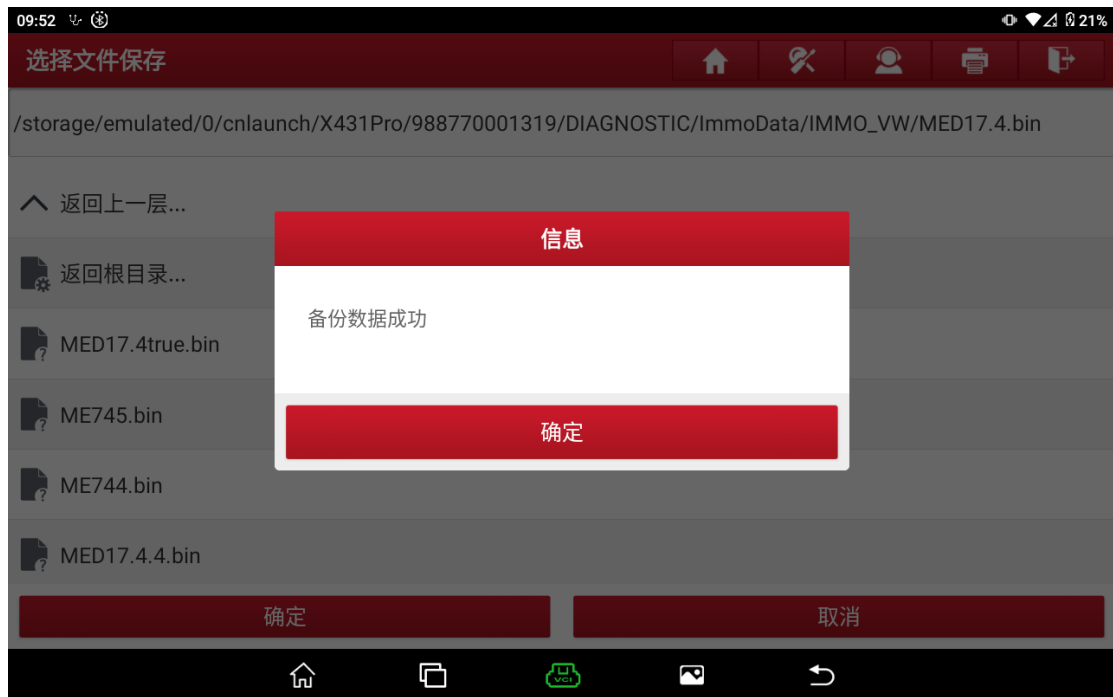 09:52
21%
选择文件保存
/storage/emulated/0/cnlaunch/X431Pro/988770001319/DIAGNOSTIC/ImmoData/IMMO_VW/MED17.4.bin
返回上一层...
返回根目录...
信息
备份数据成功
MED17.4true.bin
ME745.bin
确定
ME744.bin
MED17.4.4.bin
确定
取消
VCI